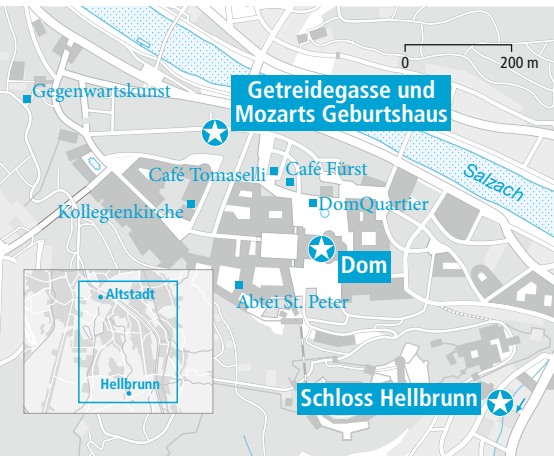 0 200 m
Gegenwartskunst
Getreidegasse und
Mozarts Geburtshaus
Salzach
Café Tomaselli
Café Fürst
Kollegienkirche
DomQuartier
Dom
Abtei St. Peter
Altstadt
Hellbrunn
Schloss Hellbrunn